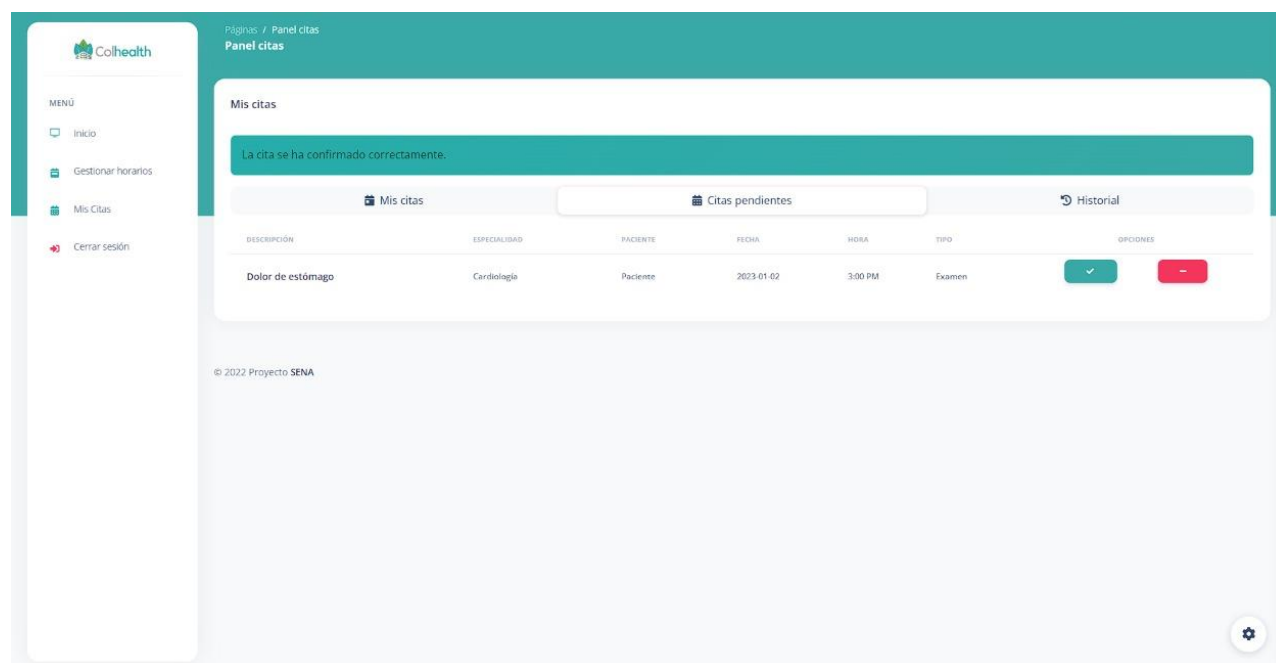 Colhealth
MENÚ
Inicio
Gestionar horarios
Mis Citas
Cerrar sesión
Páginas / Panel citas
Panel citas
Mis citas
La cita se ha confirmado correctamente.
Mis citas Citas pendientes Historial
DESCRIPCIÓN ESPECIALIDAD PACIENTE FECHA HORA TIPO OPCIONES
Dolor de estómago Cardiología Paciente 2023-01-02 3:00 PM Examen
© 2022 Proyecto SENA